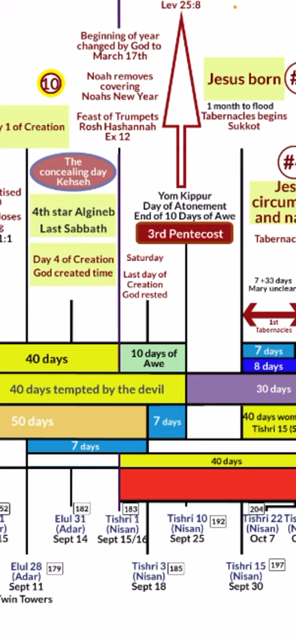 Lev 25:8
Beginning of year
changed by God to
March 17th
Noah removes
covering
Noahs New Year
Feast of Trumpets
Rosh Hashannah
Ex 12
10
Jesus born
#
1 month to flood
Tabernacles begins
Sukkot
y 1 of Creation
The
concealing day
Kehseh
4th star Algineb
Last Sabbath
Day 4 of Creation
God created time
Yom Kippur
Day of Atonement
End of 10 Days of Awe
3rd Pentecost
Saturday
Last day of
Creation
God rested
#
Jes
circum
and na
Tabernac
tised
loses
1:1
7 +33 days
Mary unclean
1st
Tabernacles
40 days
10 days of
Awe
7 days
8 days
40 days tempted by the devil
30 days
50 days
7 days
40 days wom
Tishri 15 (S
7 days
40 days
52
182
183
204
Elul 31
(Adar)
Sept 14
Tishri 1
(Nisan)
Sept 15/16
Tishri 10
(Nisan)
Sept 25
192
Tishri 22
(Nisan)
Oct 7
Tis
(N
15
Elul 28
(Adar)
Sept 11
Twin Towers
179
Tishri 3
(Nisan)
Sept 18
185
Tishri 15
(Nisan)
Sept 30
197